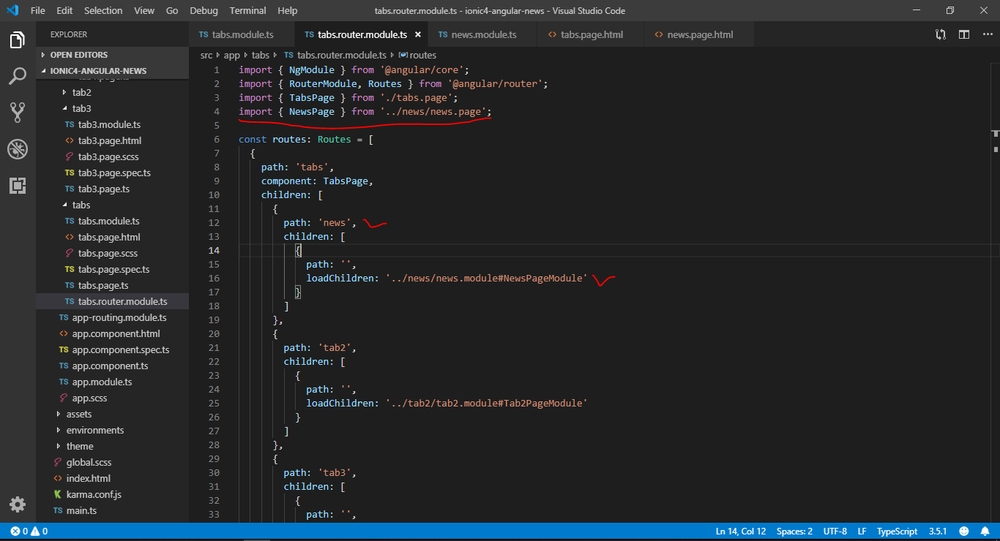 File Edit Selection View Go Debug Terminal Help tabs.router.module.ts - ionic4-angular-news - Visual Studio Code
EXPLORER
OPEN EDITORS
IONIC4-ANGULAR-NEWS
tab2
tab3
TS tab3.module.ts
<> tab3.page.html
tab3.page.scss
TS tab3.page.spec.ts
TS tab3.page.ts
tabs
TS tabs.module.ts
<> tabs.page.html
tabs.page.scss
TS tabs.page.spec.ts
TS tabs.page.ts
TS tabs.router.module.ts
TS app-routing.module.ts
<> app.component.html
TS app.component.spec.ts
TS app.component.ts
TS app.module.ts
app.scss
assets
environments
theme
global.scss
<> index.html
karma.conf.js
TS main.ts
TS tabs.module.ts TS tabs.router.module.ts × TS news.module.ts <> tabs.page.html <> news.page.html
src app tabs TS tabs.router.module.ts routes
1 import { NgModule } from '@angular/core';
2 import { RouterModule, Routes } from '@angular/router';
3 import { TabsPage } from './tabs.page';
4 import { NewsPage } from '../news/news.page';
5
6 const routes: Routes = [
7 {
8 path: 'tabs',
9 component: TabsPage,
10 children: [
11 {
12 path: 'news',
13 children: [
14 {
15 path: '',
16 loadChildren: '../news/news.module#NewsPageModule'
17 }
18 ]
19 },
20 {
21 path: 'tab2',
22 children: [
23 {
24 path: '',
25 loadChildren: '../tab2/tab2.module#Tab2PageModule'
26 }
27 ]
28 },
29 {
30 path: 'tab3',
31 children: [
32 {
33 path: '',
0 0 Ln 14, Col 12 Spaces: 2 UTF-8 LF TypeScript 3.5.1